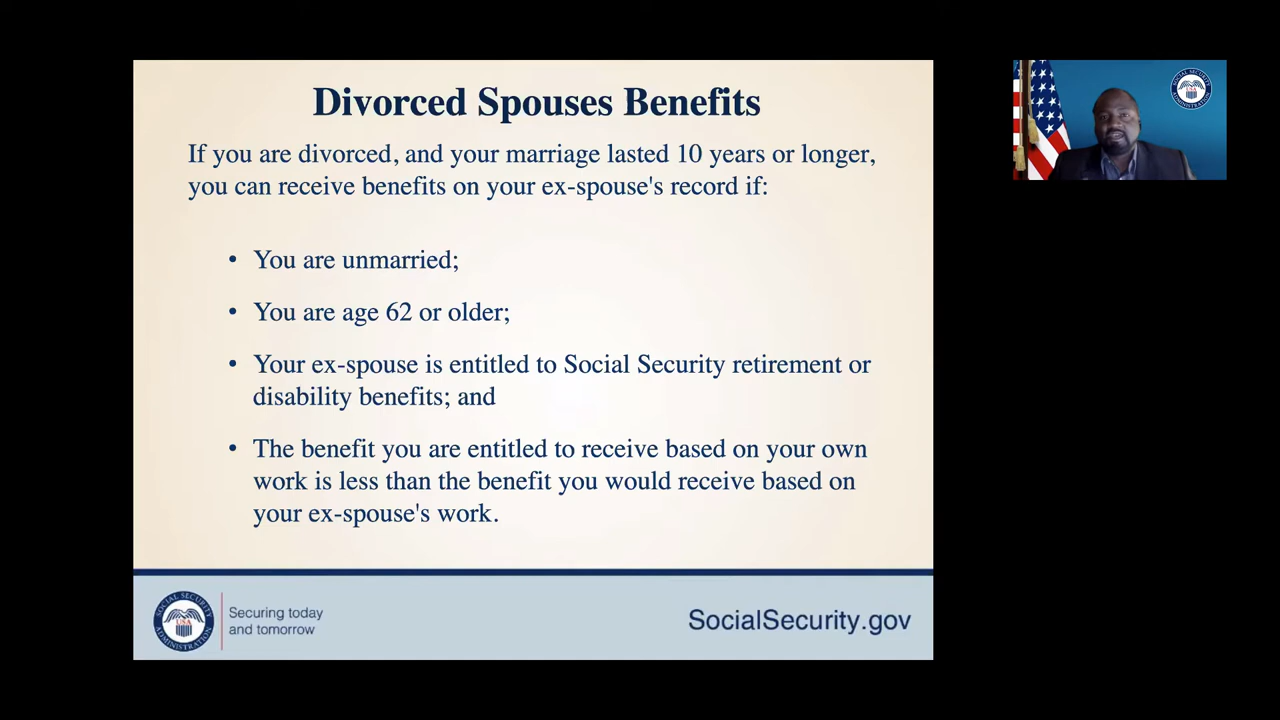 Divorced Spouses Benefits
If you are divorced, and your marriage lasted 10 years or longer,
you can receive benefits on your ex-spouse's record if:
• You are unmarried;
• You are age 62 or older;
• Your ex-spouse is entitled to Social Security retirement or
disability benefits; and
• The benefit you are entitled to receive based on your own
work is less than the benefit you would receive based on
your ex-spouse's work.
SOCIAL SECURITY
USA
ADMINISTRATION
Securing today
and tomorrow
SocialSecurity.gov